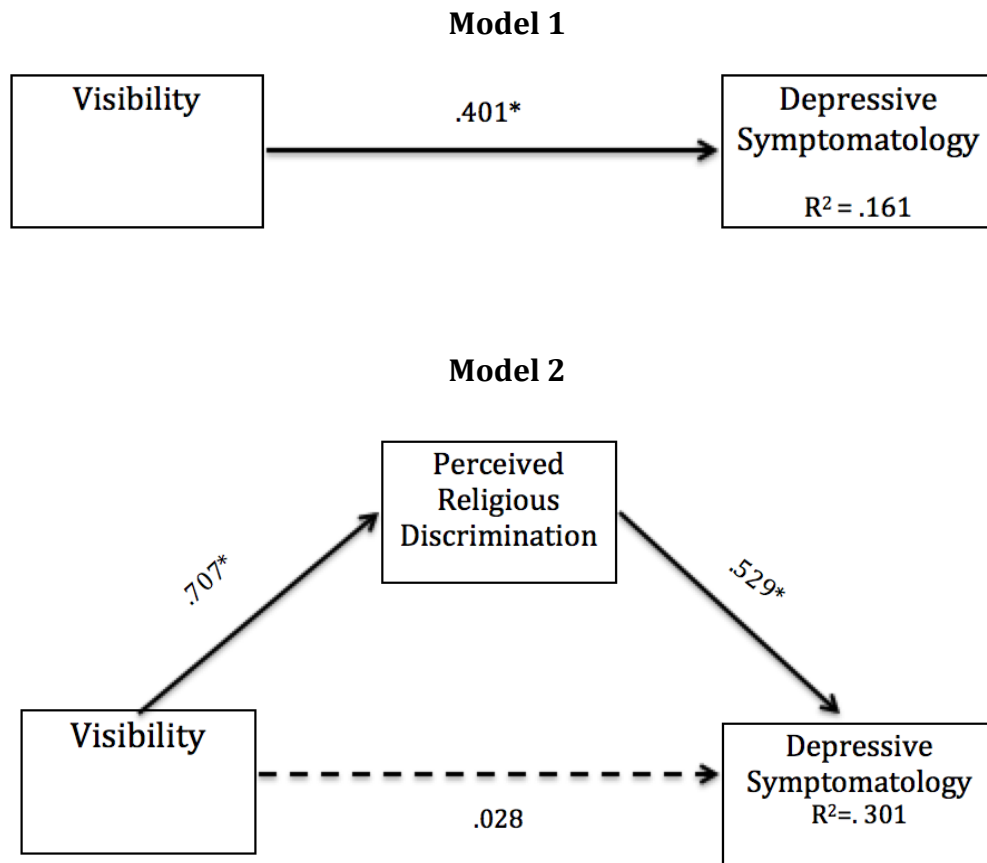 Model 1
Visibility
.401*
Depressive
Symptomatology
R² = .161
Model 2
Perceived
Religious
Discrimination
.707*
.529*
Visibility
.028
Depressive
Symptomatology
R²=. 301